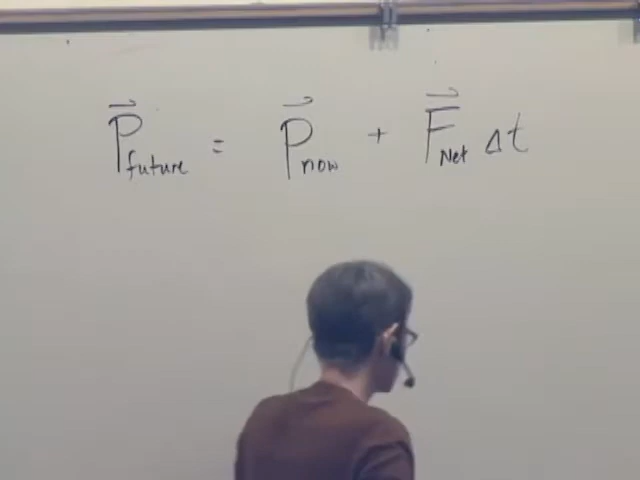 P⃗future = P⃗now + F⃗Net Δt